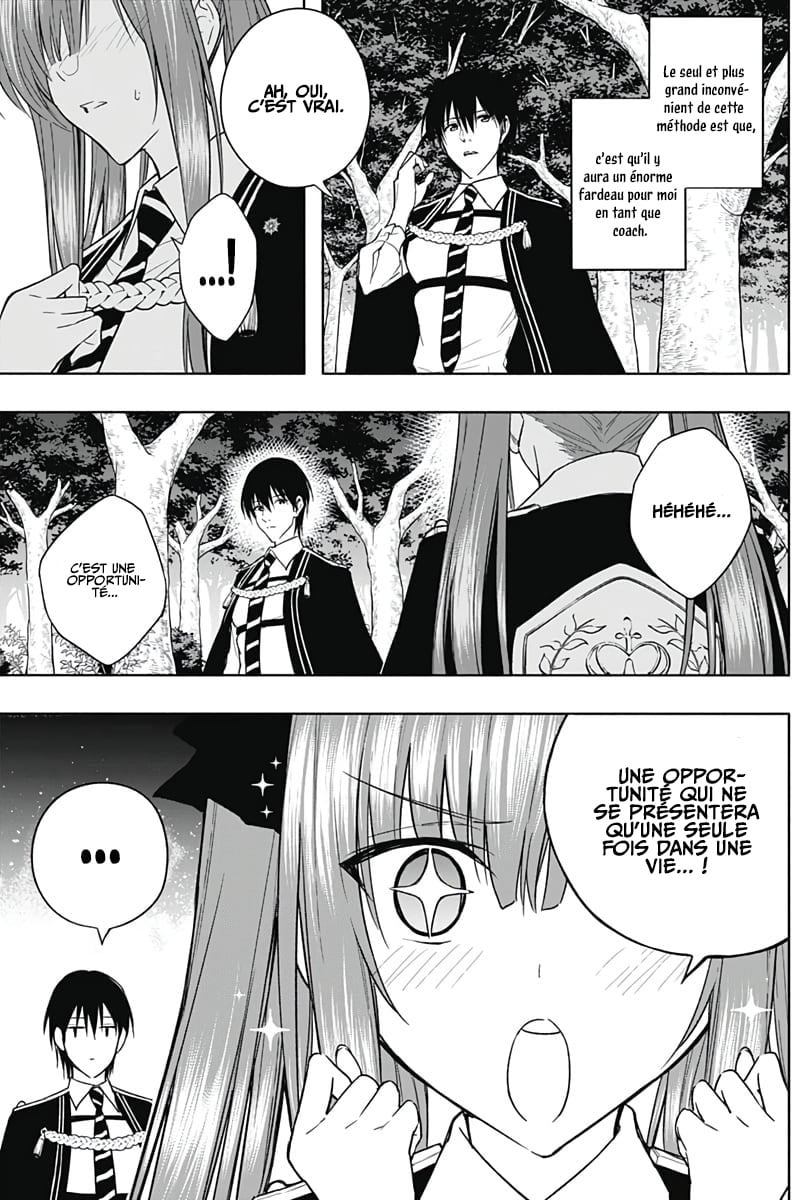 Le seul et plus
grand inconvé-
nient de cette
méthode est que,
c'est qu'il y
aura un énorme
fardeau pour moi
en tant que
coach.
AH, OUI,
C'EST VRAI.
....!
HÉHÉHÉ...
C'EST UNE
OPPORTUNI-
TÉ...
UNE OPPOR-
TUNITÉ QUI NE
SE PRÉSENTERA
QU'UNE SEULE
FOIS DANS UNE
VIE... !
...